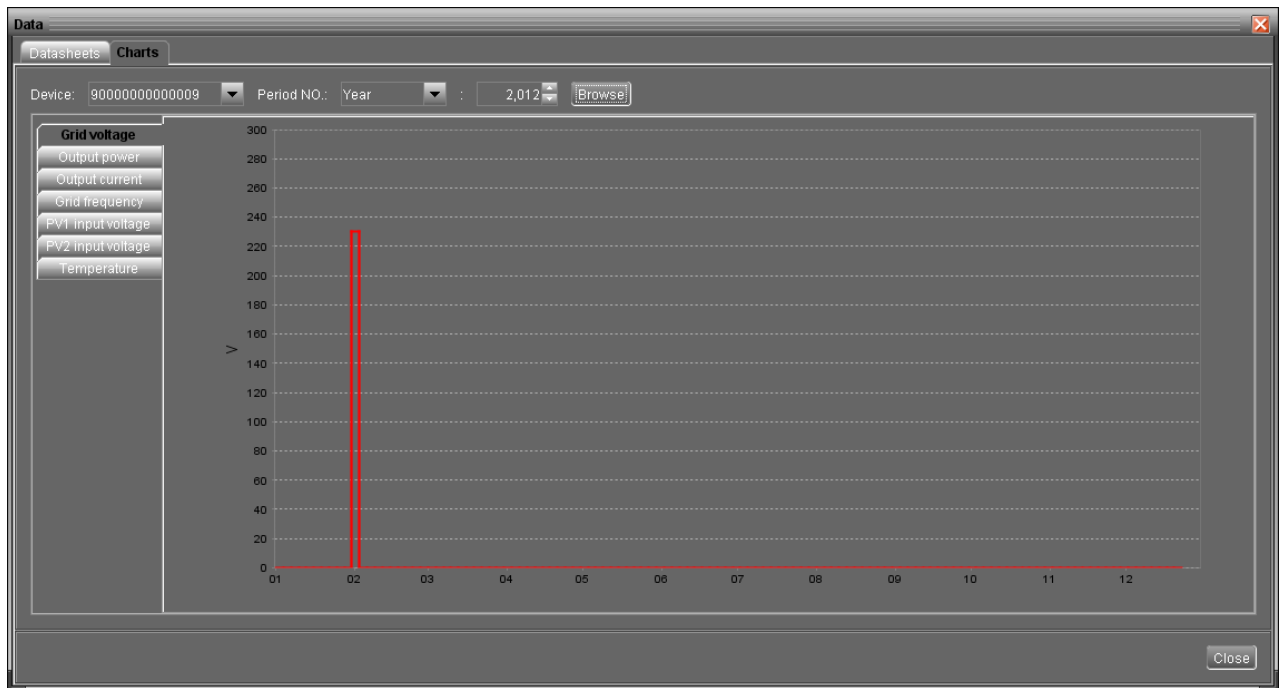 Data
Datasheets Charts
Device: 90000000000009 Period NO.: Year : 2,012 Browse
Grid voltage
Output power
Output current
Grid frequency
PV1 input voltage
PV2 input voltage
Temperature
300
280
260
240
220
200
180
160
V
140
120
100
80
60
40
20
0
01 02 03 04 05 06 07 08 09 10 11 12
Close